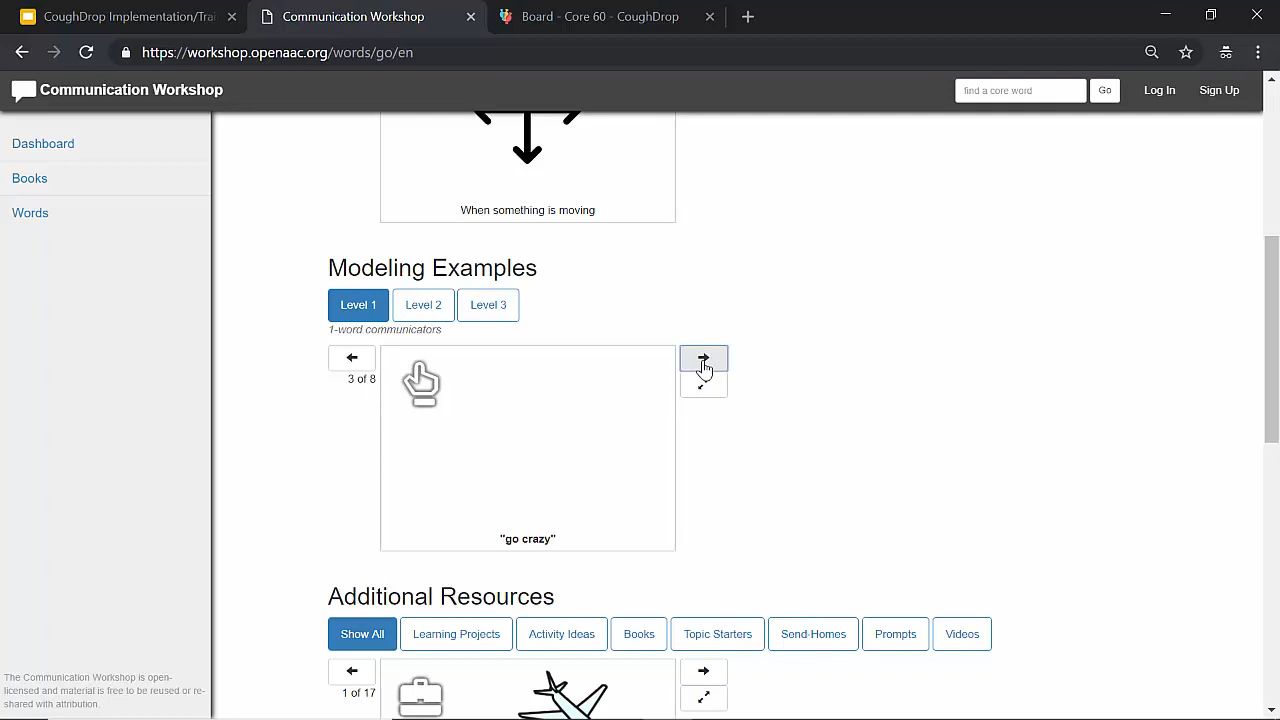 CoughDrop Implementation/Trai
Communication Workshop
Board - Core 60 - CoughDrop
https://workshop.openaac.org/words/go/en
Communication Workshop
find a core word
Go
Log In
Sign Up
Dashboard
Books
Words
When something is moving
Modeling Examples
Level 1
Level 2
Level 3
1-word communicators
3 of 8
"go crazy"
Additional Resources
Show All
Learning Projects
Activity Ideas
Books
Topic Starters
Send-Homes
Prompts
Videos
1 of 17
The Communication Workshop is open-
licensed and material is free to be reused or re-
shared with attribution.